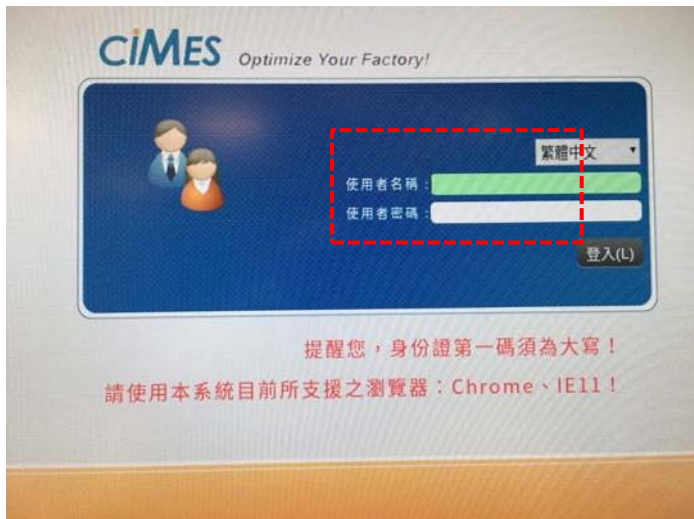 CiMES Optimize Your Factory!
繁體中文
使用者名稱：
使用者密碼：
登入(L)
提醒您，身份證第一碼須為大寫！
請使用本系統目前所支援之瀏覽器：Chrome、IE11！